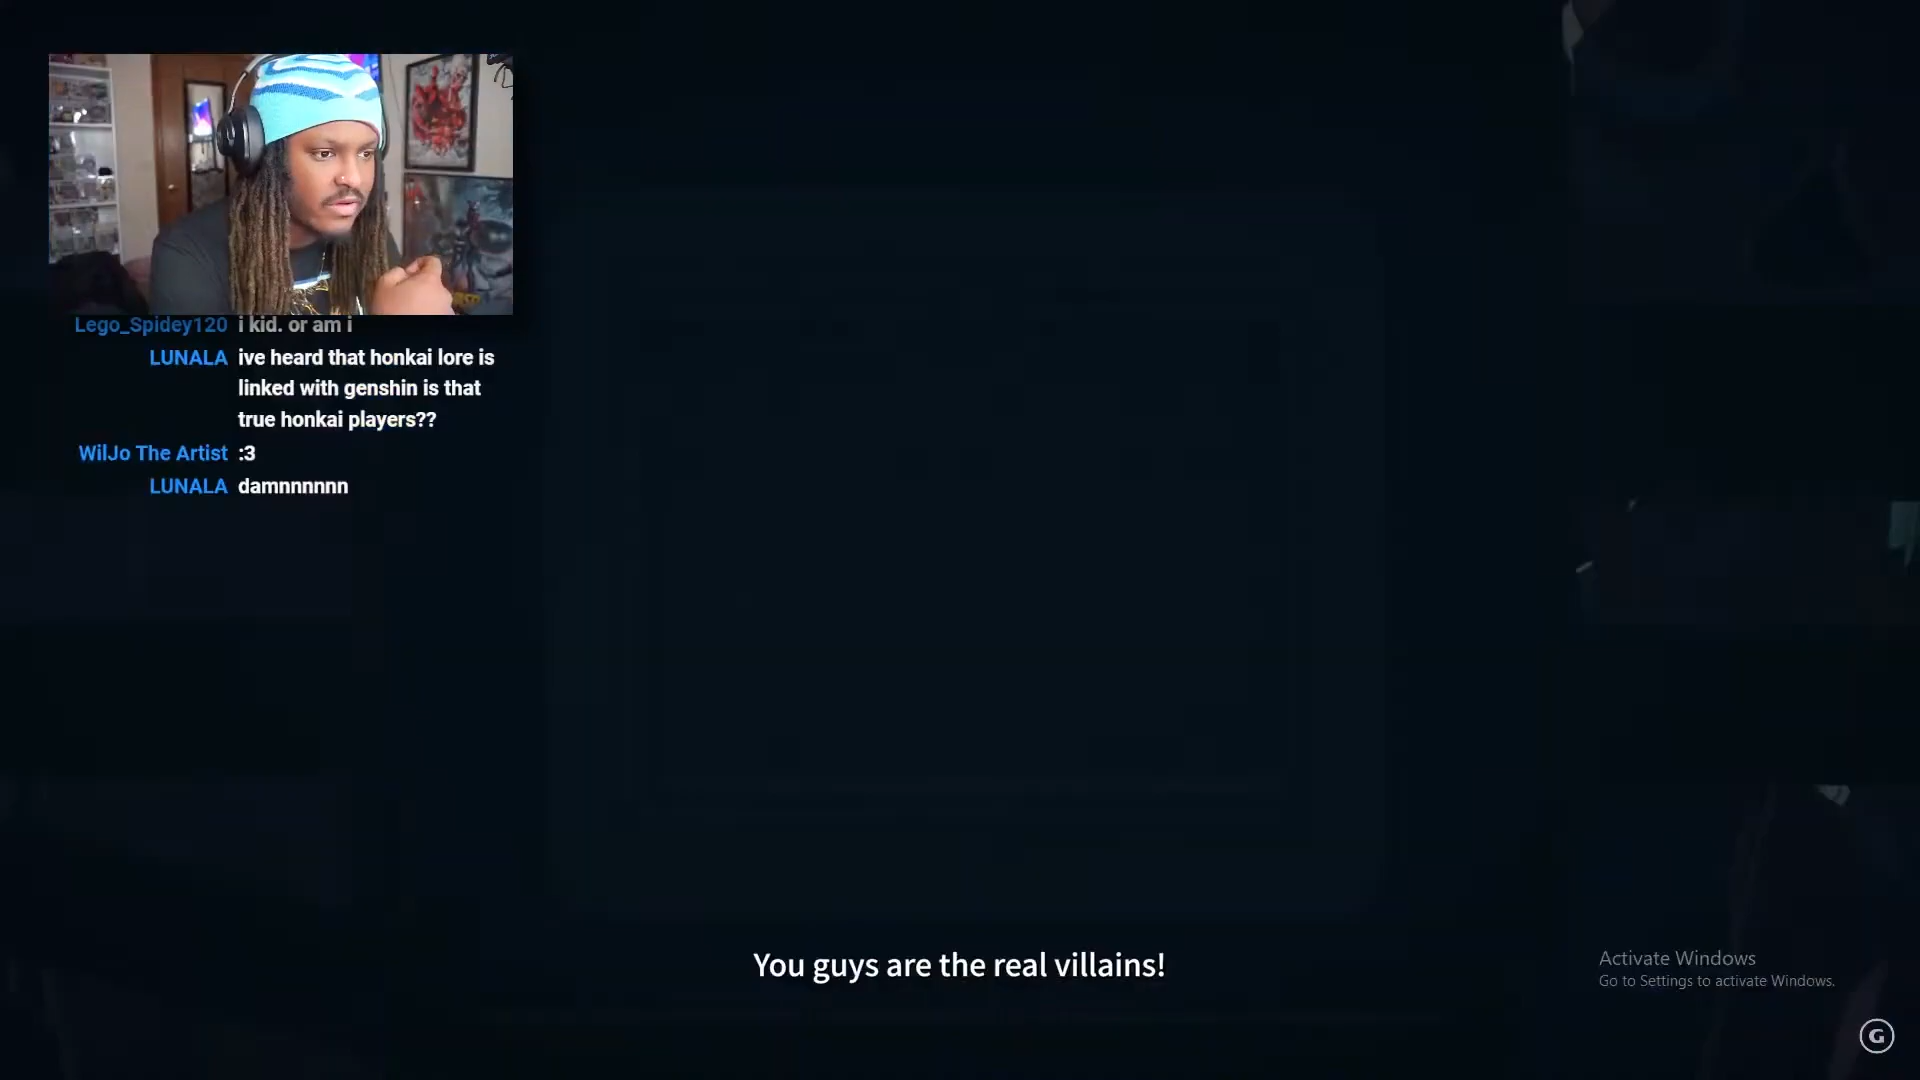 Lego_Spidey120 i kid. or am i
LUNALA ive heard that honkai lore is
linked with genshin is that
true honkai players??
WilJo The Artist :3
LUNALA damnnnnnn
You guys are the real villains!
Activate Windows
Go to Settings to activate Windows.
G